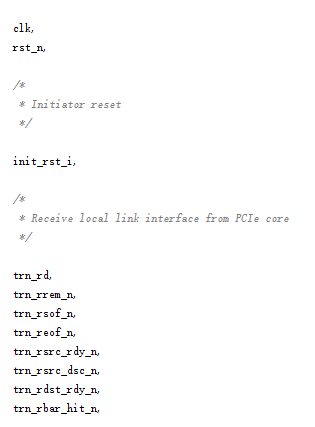 clk,
rst_n,
/*
* Initiator reset
*/
init_rst_i,
/*
* Receive local link interface from PCIe core
*/
trn_rd,
trn_rrem_n,
trn_rsof_n,
trn_reof_n,
trn_rsrc_rdy_n,
trn_rsrc_dsc_n,
trn_rdst_rdy_n,
trn_rbar_hit_n,